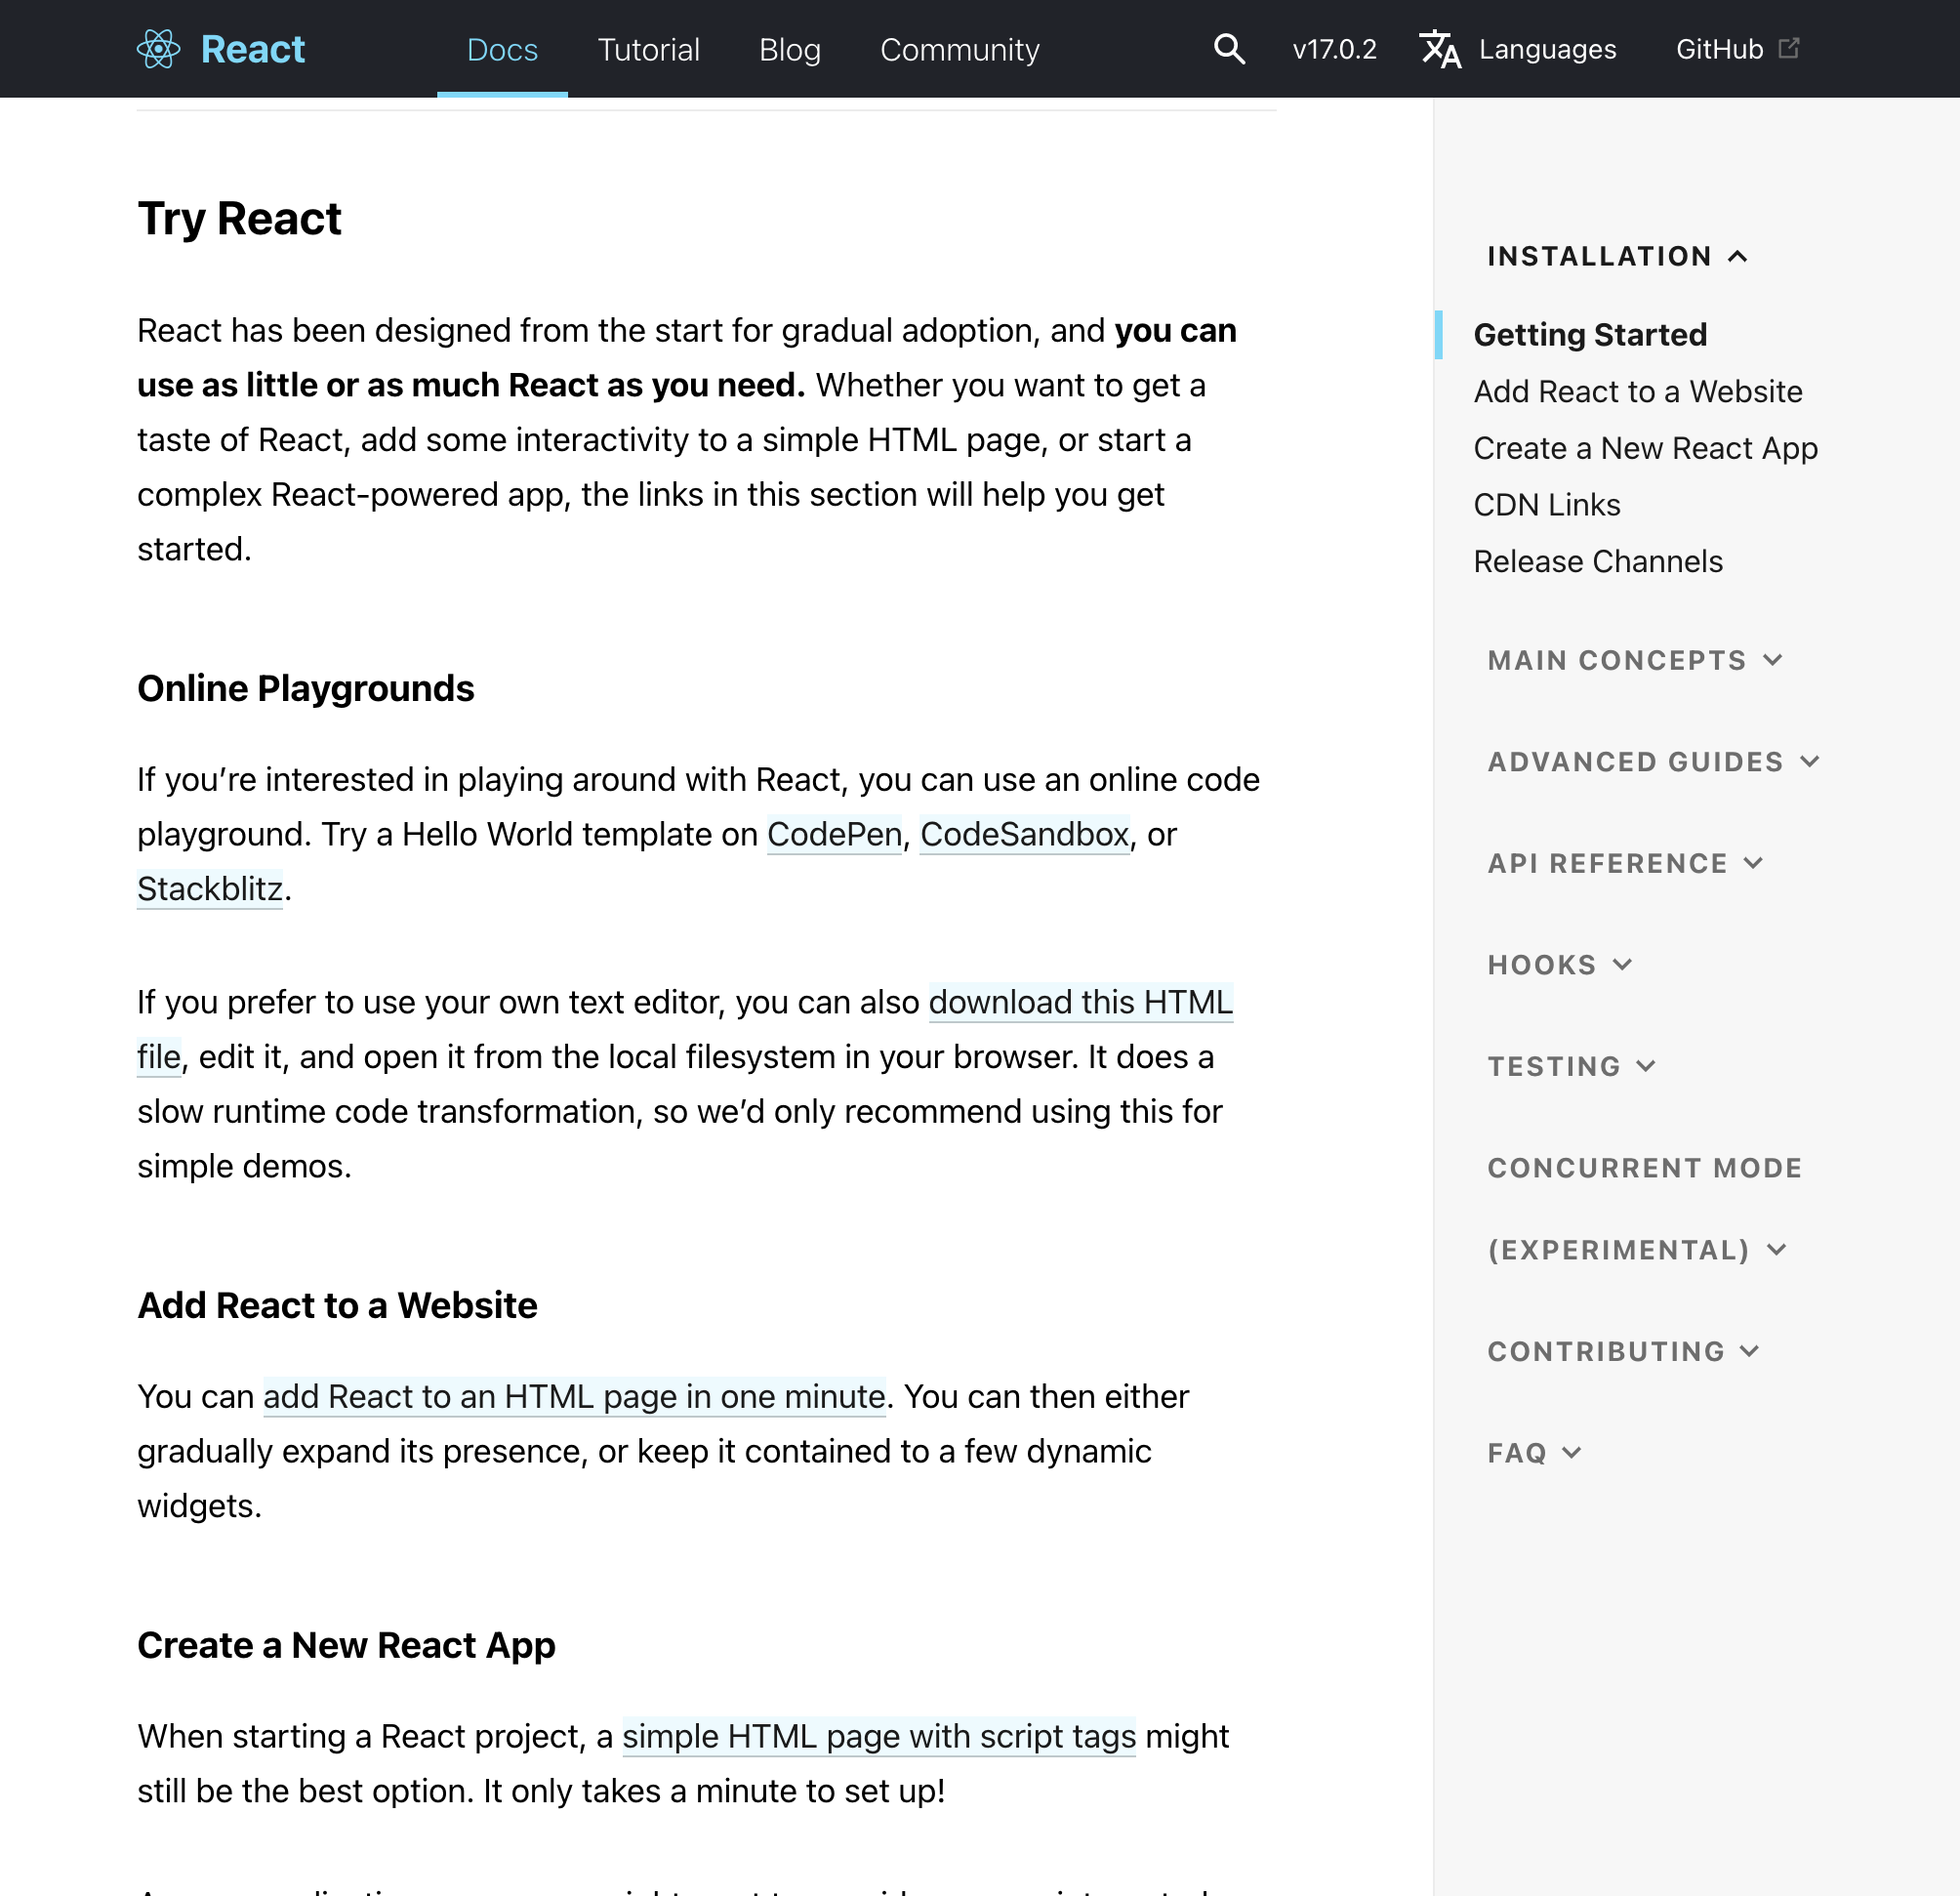 React
Docs
Tutorial
Blog
Community
v17.0.2
Languages
GitHub
Try React
React has been designed from the start for gradual adoption, and you can
use as little or as much React as you need. Whether you want to get a
taste of React, add some interactivity to a simple HTML page, or start a
complex React-powered app, the links in this section will help you get
started.
Online Playgrounds
If you’re interested in playing around with React, you can use an online code
playground. Try a Hello World template on CodePen, CodeSandbox, or
Stackblitz.
If you prefer to use your own text editor, you can also download this HTML
file, edit it, and open it from the local filesystem in your browser. It does a
slow runtime code transformation, so we’d only recommend using this for
simple demos.
Add React to a Website
You can add React to an HTML page in one minute. You can then either
gradually expand its presence, or keep it contained to a few dynamic
widgets.
Create a New React App
When starting a React project, a simple HTML page with script tags might
still be the best option. It only takes a minute to set up!
INSTALLATION
Getting Started
Add React to a Website
Create a New React App
CDN Links
Release Channels
MAIN CONCEPTS
ADVANCED GUIDES
API REFERENCE
HOOKS
TESTING
CONCURRENT MODE
(EXPERIMENTAL)
CONTRIBUTING
FAQ